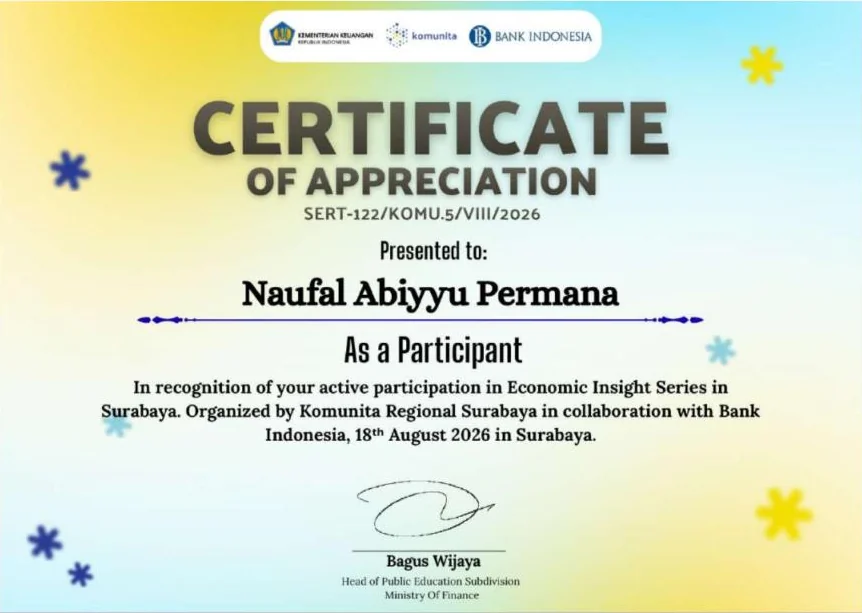 KEMENTERIAN KEUANGAN
REPUBLIK INDONESIA
komunita
BANK INDONESIA
CERTIFICATE
OF APPRECIATION
SERT-122/KOMU.5/VIII/2026
Presented to:
Naufal Abiyyu Permana
As a Participant
In recognition of your active participation in Economic Insight Series in
Surabaya. Organized by Komunita Regional Surabaya in collaboration with Bank
Indonesia, 18th August 2026 in Surabaya.
Bagus Wijaya
Head of Public Education Subdivision
Ministry Of Finance